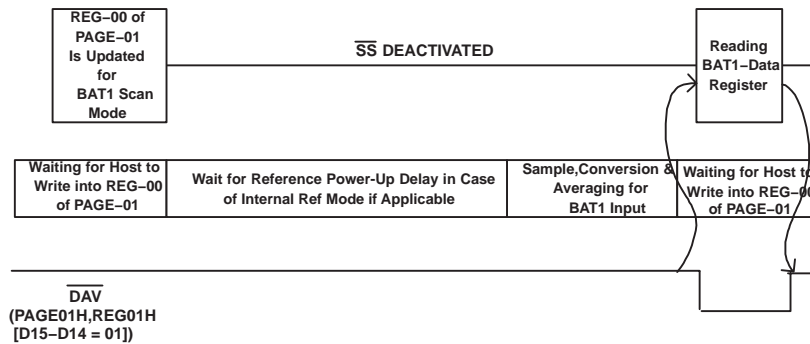 REG−00 of
PAGE−01
Is Updated
for
BAT1 Scan
Mode
SS DEACTIVATED
Reading
BAT1−Data
Register
Waiting for Host to
Write into REG−00
of PAGE−01
Wait for Reference Power-Up Delay in Case
of Internal Ref Mode if Applicable
Sample,Conversion &
Averaging for
BAT1 Input
Waiting for Host to
Write into REG−00
of PAGE−01
DAV
(PAGE01H,REG01H
[D15−D14 = 01])